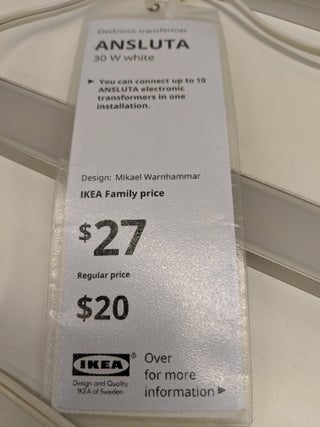 Electronic transformer
ANSLUTA
30 W white
► You can connect up to 10
ANSLUTA electronic
transformers in one
installation.
Design: Mikael Warnhammar
IKEA Family price
$27
Regular price
$20
IKEA®
Design and Quality
IKEA of Sweden
Over
for more
information ►